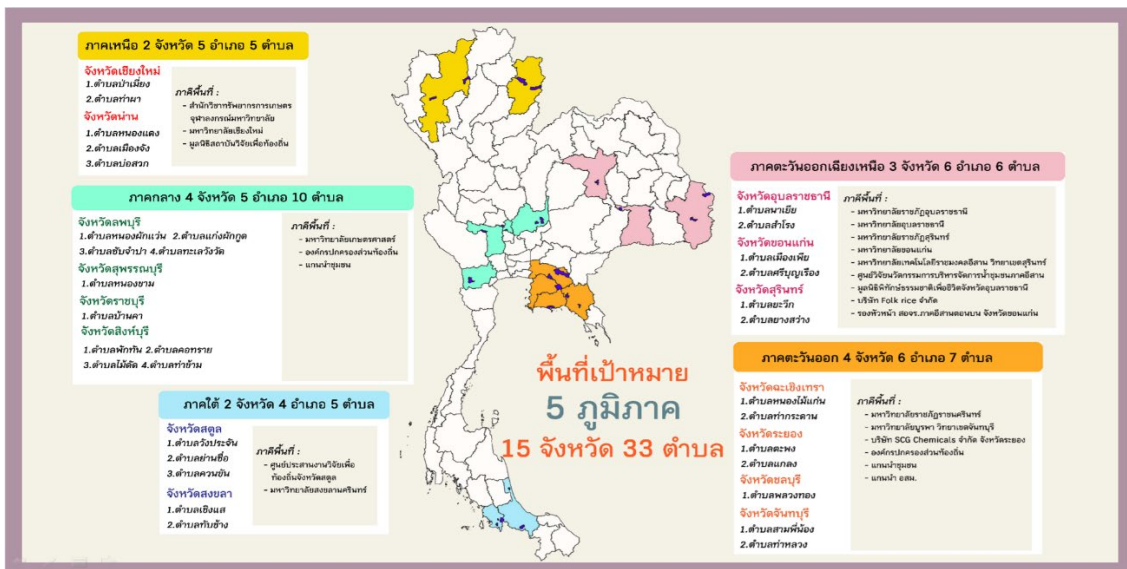 ภาคเหนือ 2 จังหวัด 5 อำเภอ 5 ตำบล
จังหวัดเชียงใหม่
1.ตำบลป่าเมี่ยง
2.ตำบลท่าผา
จังหวัดน่าน
1.ตำบลหนองแดง
2.ตำบลเมืองจัง
3.ตำบลบ่อสวก
ภาคีพื้นที่ :
- สำนักวิชาทรัพยากรการเกษตร
จุฬาลงกรณ์มหาวิทยาลัย
- มหาวิทยาลัยเชียงใหม่
- มูลนิธิสถาบันวิจัยเพื่อท้องถิ่น
ภาคกลาง 4 จังหวัด 5 อำเภอ 10 ตำบล
จังหวัดลพบุรี
1.ตำบลหนองผักแว่น 2.ตำบลแก่งผักกูด
3.ตำบลซับจำปา 4.ตำบลทะเลวังวัด
จังหวัดสุพรรณบุรี
1.ตำบลหนองขาม
จังหวัดราชบุรี
1.ตำบลบ้านคา
จังหวัดสิงห์บุรี
1.ตำบลพักทัน 2.ตำบลคอทราย
3.ตำบลไม้ดัด 4.ตำบลท่าข้าม
ภาคีพื้นที่ :
- มหาวิทยาลัยเกษตรศาสตร์
- องค์กรปกครองส่วนท้องถิ่น
- แกนนำชุมชน
ภาคใต้ 2 จังหวัด 4 อำเภอ 5 ตำบล
จังหวัดสตูล
1.ตำบลวังประจัน
2.ตำบลย่านซื่อ
3.ตำบลควนขัน
จังหวัดสงขลา
1.ตำบลเชิงแส
2.ตำบลทับช้าง
ภาคีพื้นที่ :
- ศูนย์ประสานงานวิจัยเพื่อ
ท้องถิ่นจังหวัดสตูล
- มหาวิทยาลัยสงขลานครินทร์
พื้นที่เป้าหมาย
5 ภูมิภาค
15 จังหวัด 33 ตำบล
ภาคตะวันออกเฉียงเหนือ 3 จังหวัด 6 อำเภอ 6 ตำบล
จังหวัดอุบลราชธานี
1.ตำบลนาเยีย
2.ตำบลสำโรง
จังหวัดขอนแก่น
1.ตำบลเมืองเพีย
2.ตำบลศรีบุญเรือง
จังหวัดสุรินทร์
1.ตำบลยะวึก
2.ตำบลยางสว่าง
ภาคีพื้นที่ :
- มหาวิทยาลัยราชภัฏอุบลราชธานี
- มหาวิทยาลัยอุบลราชธานี
- มหาวิทยาลัยราชภัฏสุรินทร์
- มหาวิทยาลัยขอนแก่น
- มหาวิทยาลัยเทคโนโลยีราชมงคลอีสาน วิทยาเขตสุรินทร์
- ศูนย์วิจัยนวัตกรรมการบริหารจัดการน้ำชุมชนภาคอีสาน
- มูลนิธิพิทักษ์ธรรมชาติเพื่อชีวิตจังหวัดอุบลราชธานี
- บริษัท Folk rice จำกัด
- รองหัวหน้า สอจร.ภาคอีสานตอนบน จังหวัดขอนแก่น
ภาคตะวันออก 4 จังหวัด 6 อำเภอ 7 ตำบล
จังหวัดฉะเชิงเทรา
1.ตำบลหนองไม้แก่น
2.ตำบลท่ากระดาน
จังหวัดระยอง
1.ตำบลตะพง
2.ตำบลแกลง
จังหวัดชลบุรี
1.ตำบลพลวงทอง
จังหวัดจันทบุรี
1.ตำบลสามพี่น้อง
2.ตำบลท่าหลวง
ภาคีพื้นที่ :
- มหาวิทยาลัยราชภัฏราชนครินทร์
- มหาวิทยาลัยบูรพา วิทยาเขตจันทบุรี
- บริษัท SCG Chemicals จำกัด จังหวัดระยอง
- องค์กรปกครองส่วนท้องถิ่น
- แกนนำชุมชน
- แกนนำ อสม.